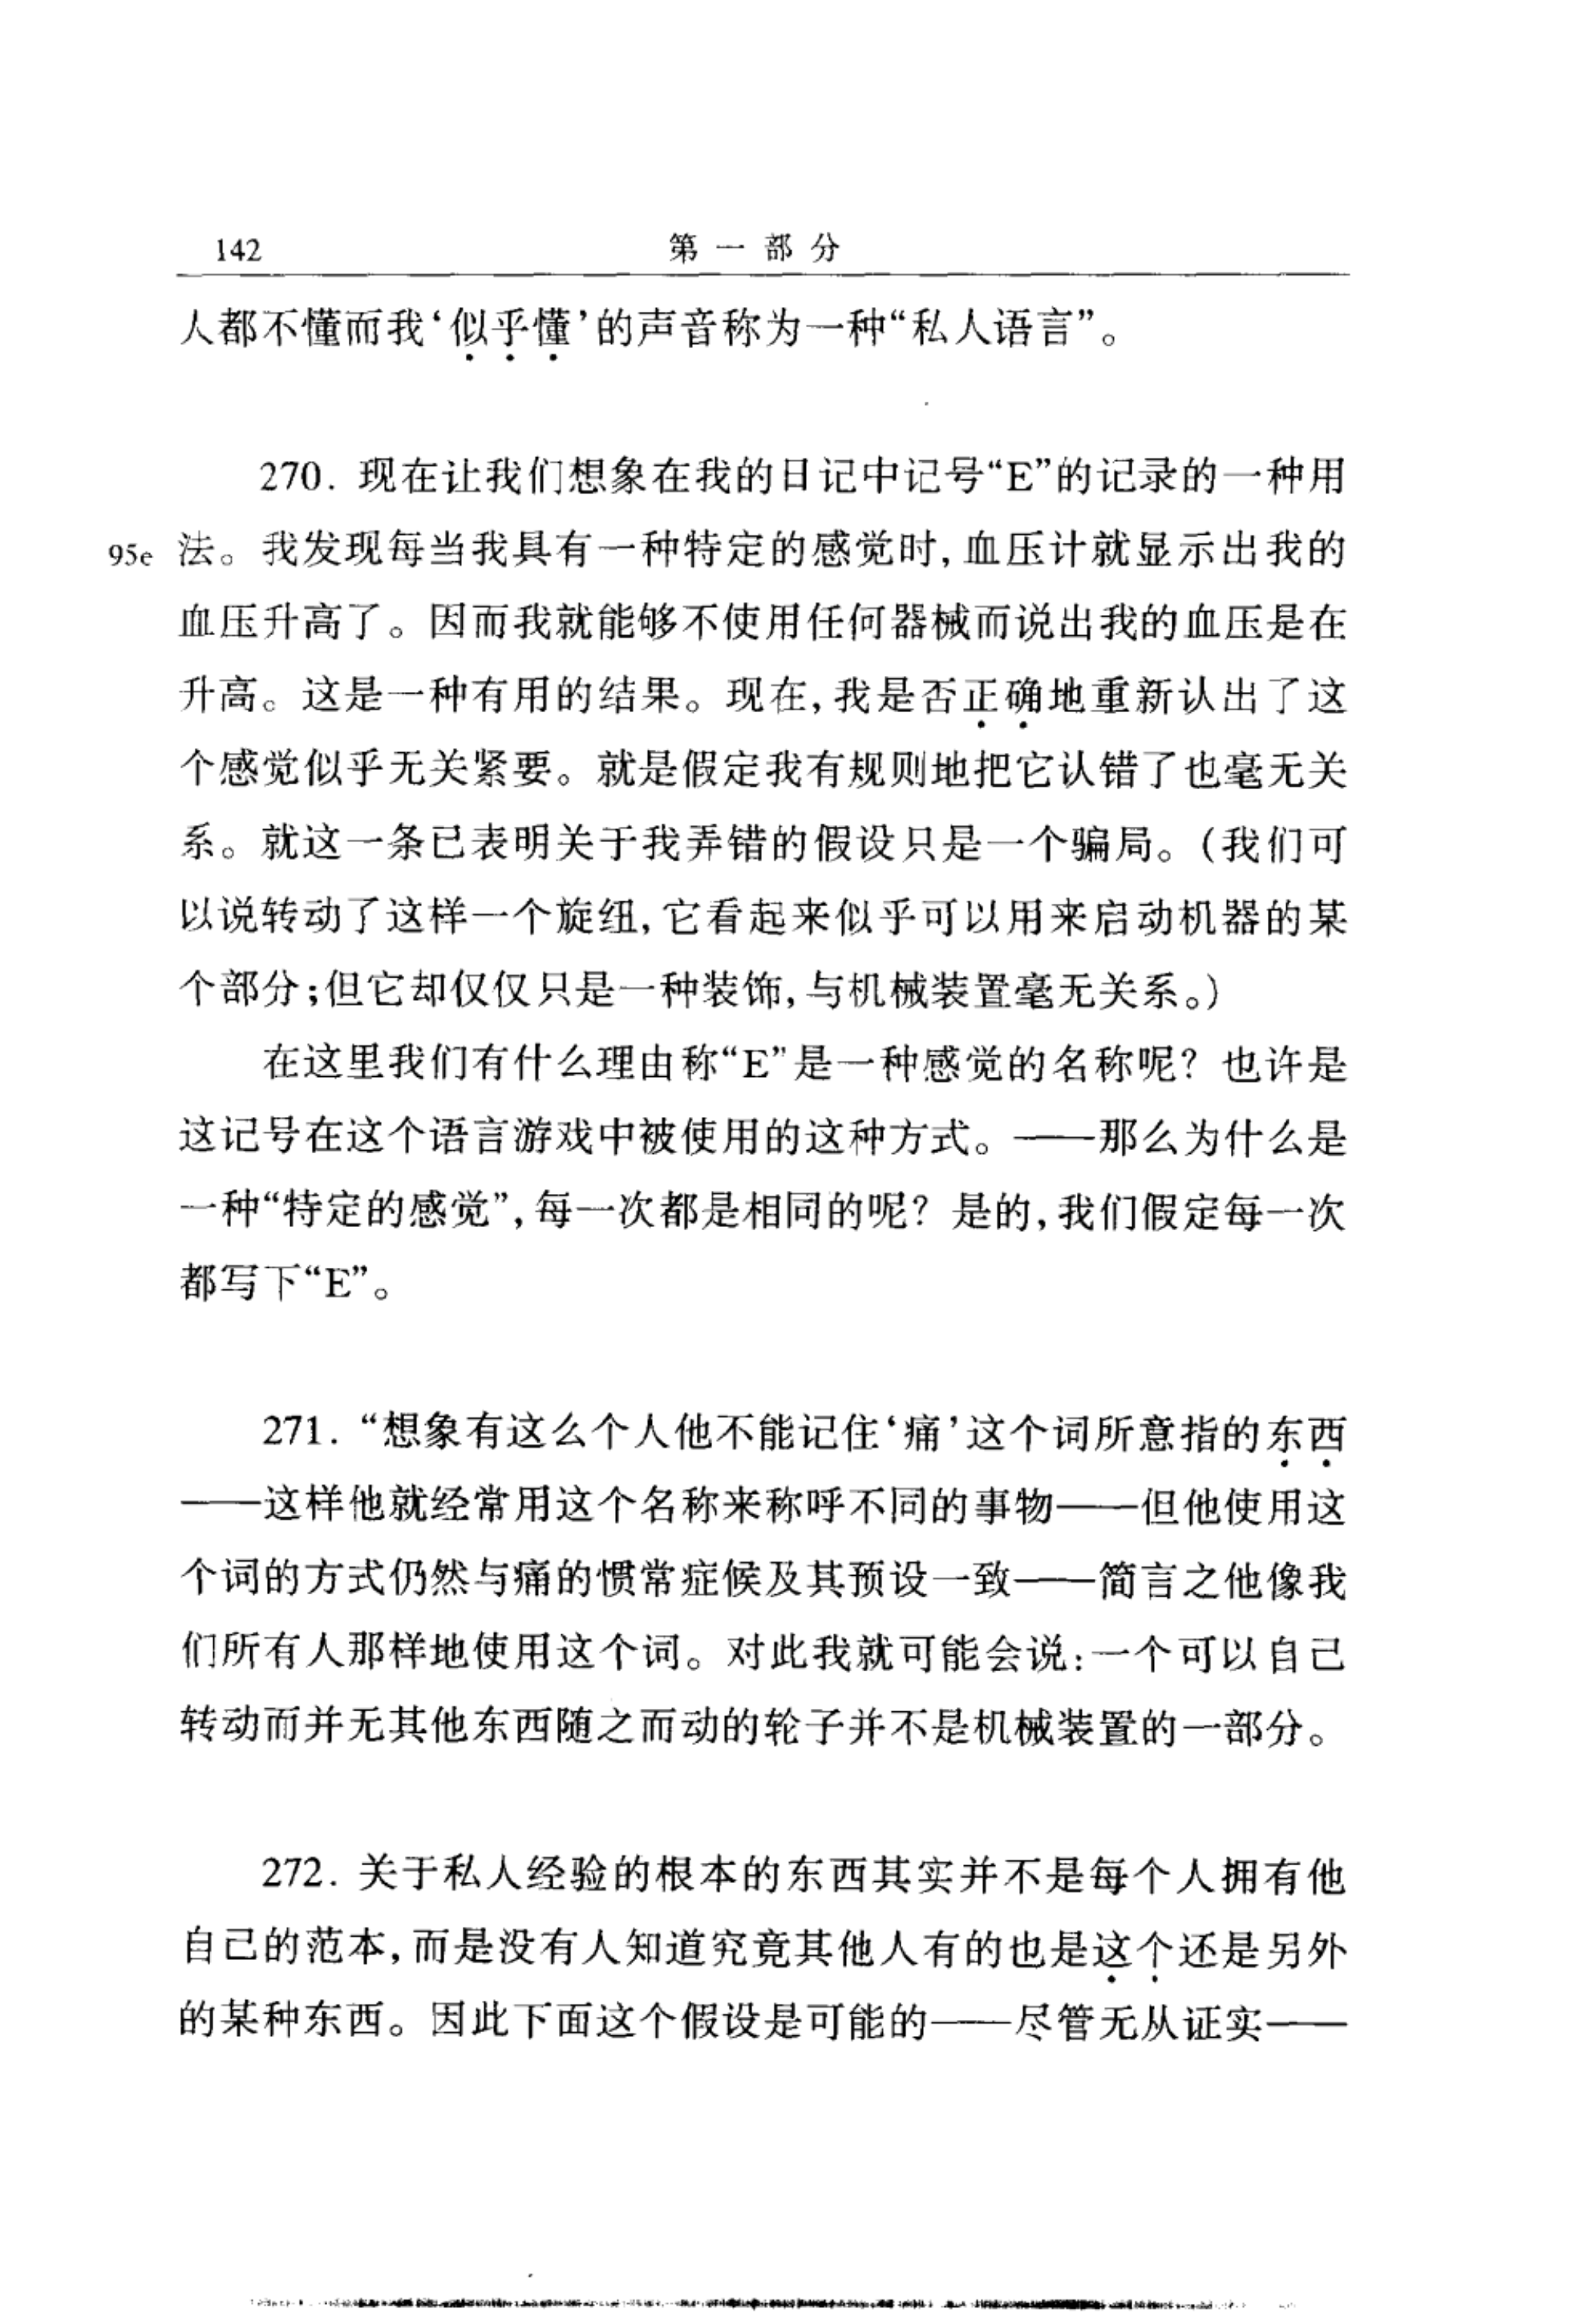 142
第一部分
人都不懂而我‘似乎懂’的声音称为一种“私人语言”。
270. 现在让我们想象在我的日记中记号“E”的记录的一种用
95e 法。我发现每当我具有一种特定的感觉时,血压计就显示出我的
血压升高了。因而我就能够不使用任何器械而说出我的血压是在
升高。这是一种有用的结果。现在,我是否正确地重新认出了这
个感觉似乎无关紧要。就是假定我有规则地把它认错了也毫无关
系。就这一条已表明关于我弄错的假设只是一个骗局。(我们可
以说转动了这样一个旋纽,它看起来似乎可以用来启动机器的某
个部分;但它却仅仅只是一种装饰,与机械装置毫无关系。)
在这里我们有什么理由称“E”是一种感觉的名称呢？也许是
这记号在这个语言游戏中被使用的这种方式。——那么为什么是
一种“特定的感觉”,每一次都是相同的呢？是的,我们假定每一次
都写下“E”。
271. “想象有这么个人他不能记住‘痛’这个词所意指的东西
——这样他就经常用这个名称来称呼不同的事物——但他使用这
个词的方式仍然与痛的惯常症候及其预设一致——简言之他像我
们所有人那样地使用这个词。对此我就可能会说:一个可以自己
转动而并无其他东西随之而动的轮子并不是机械装置的一部分。
272. 关于私人经验的根本的东西其实并不是每个人拥有他
自己的范本,而是没有人知道究竟其他人有的也是这个还是另外
的某种东西。因此下面这个假设是可能的——尽管无从证实——